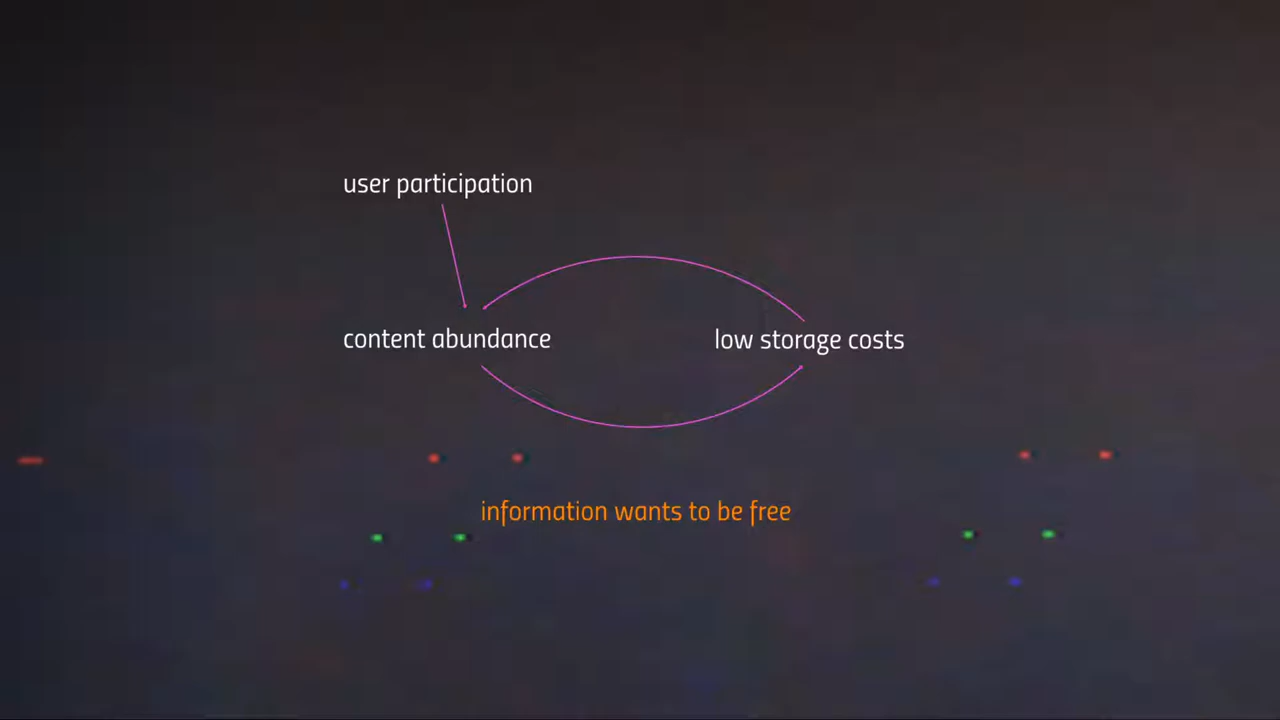 user participation
content abundance
low storage costs
information wants to be free